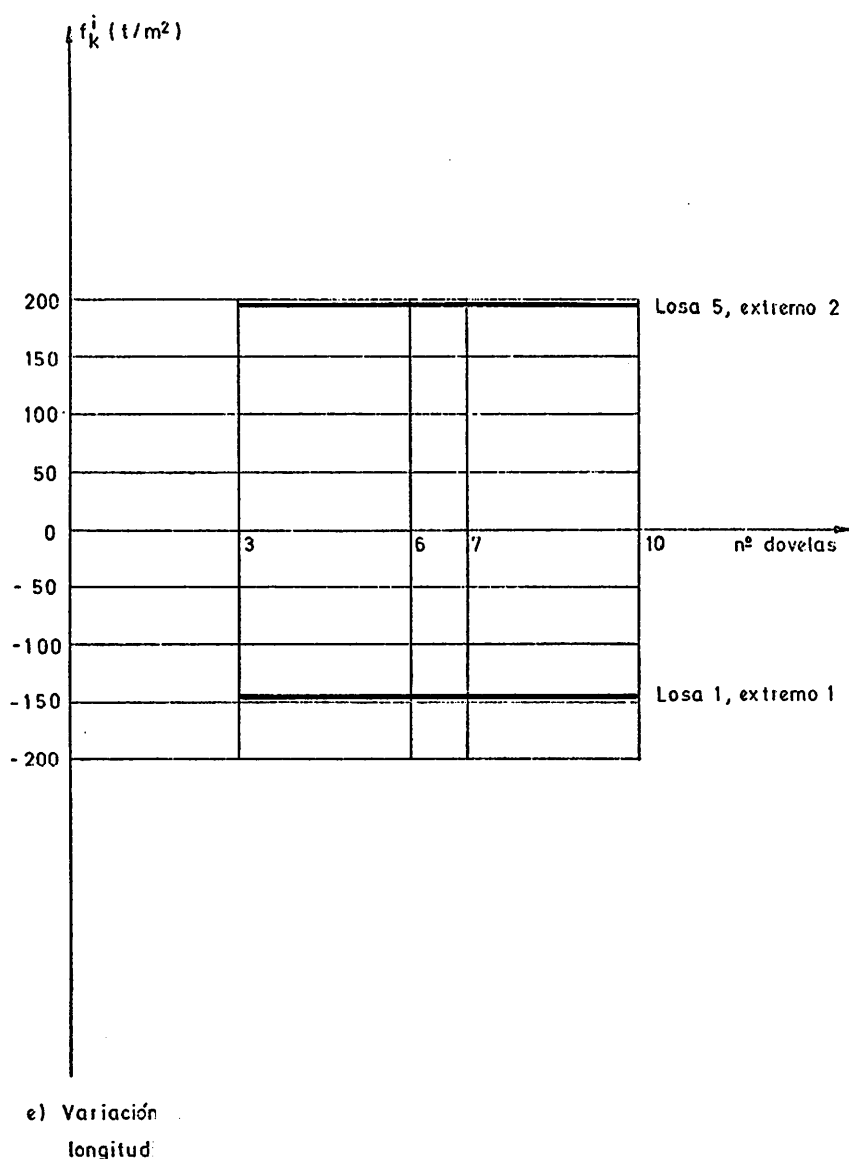 f_k^i (t/m²)
200
Losa 5, extremo 2
150
100
50
0
3 6 7 10 nº dovelas
- 50
-100
-150
Losa 1, extremo 1
-200
e) Variación
longitud